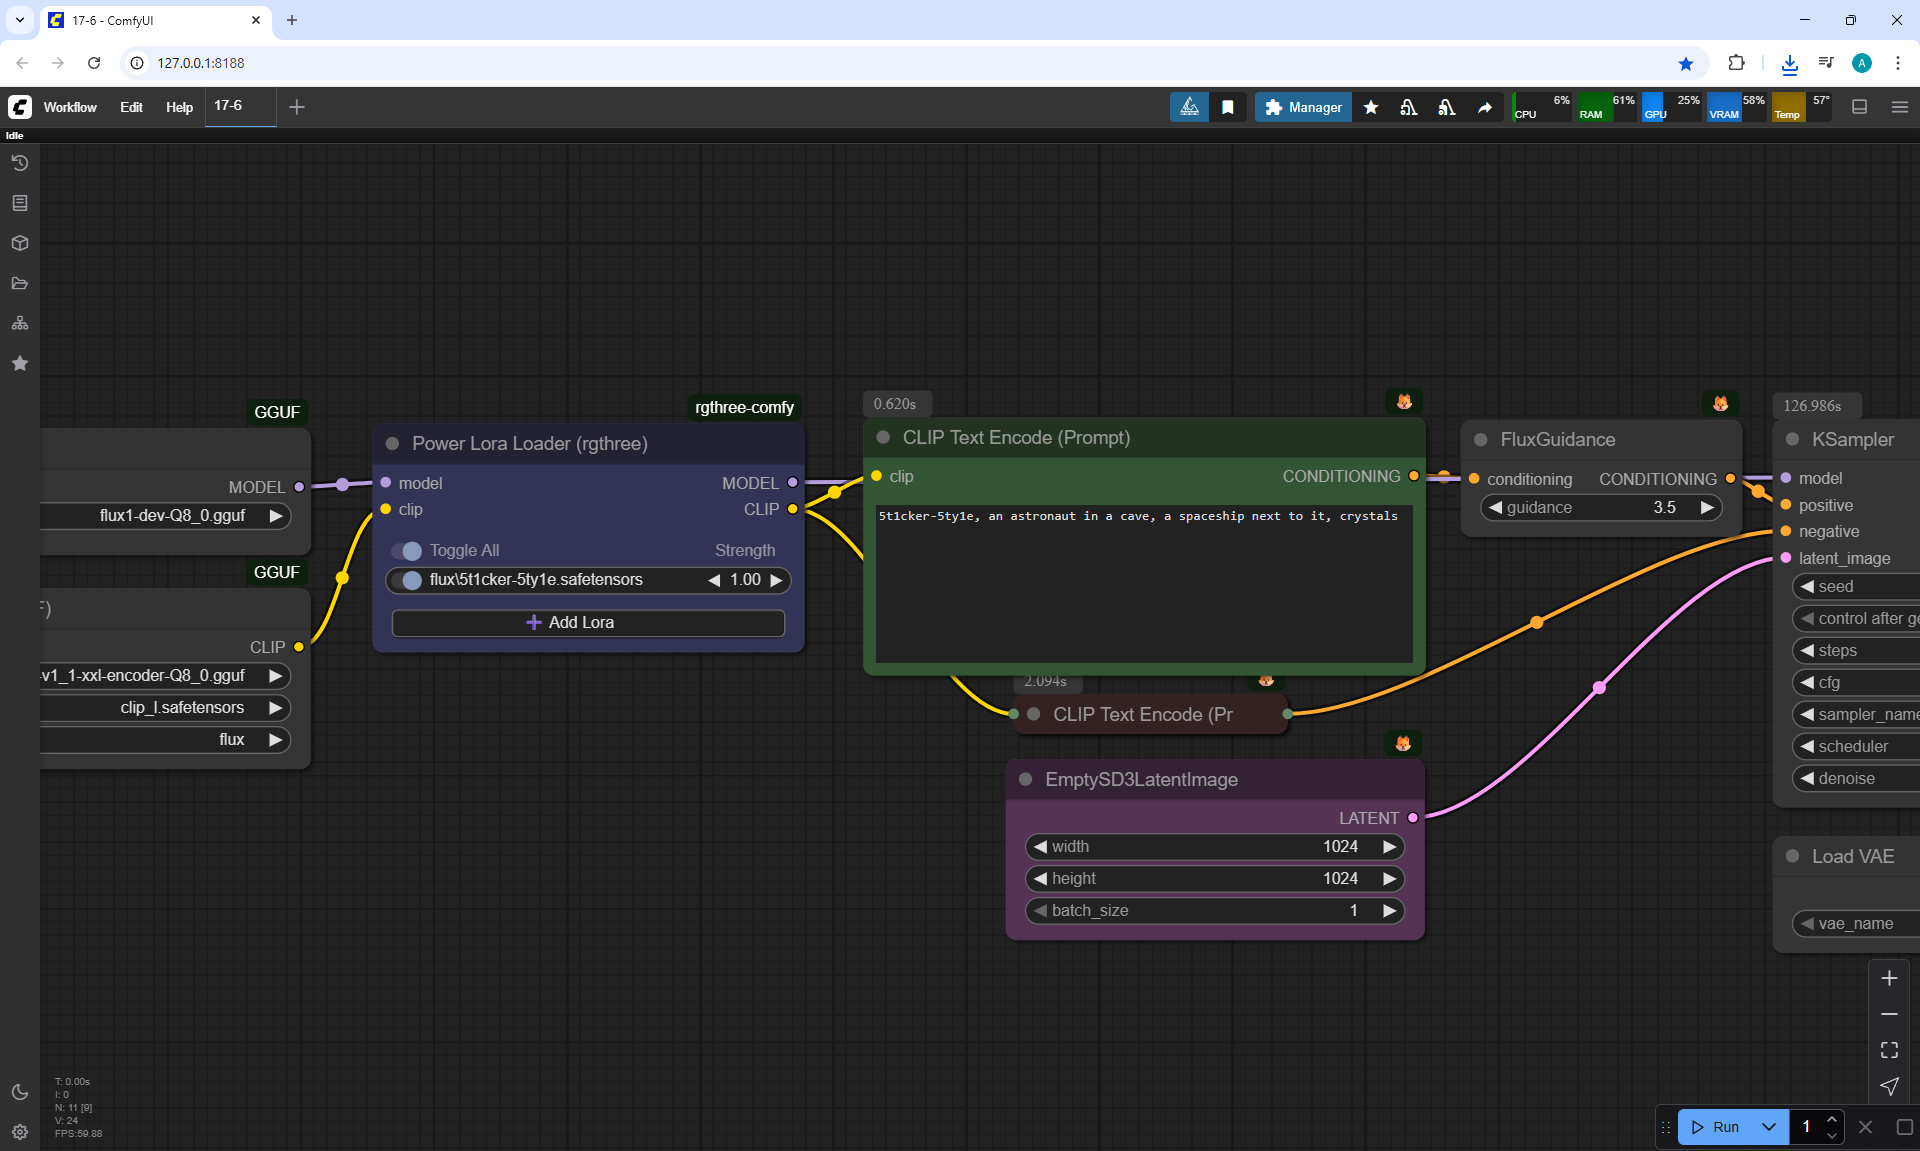 17-6 - ComfyUI
127.0.0.1:8188
A
Workflow Edit Help 17-6
Manager
CPU 6% RAM 61% GPU 25% VRAM 58% Temp 57°
Idle
GGUF
MODEL
flux1-dev-Q8_0.gguf
GGUF
F)
CLIP
-v1_1-xxl-encoder-Q8_0.gguf
clip_l.safetensors
flux
rgthree-comfy
Power Lora Loader (rgthree)
model MODEL
clip CLIP
Toggle All Strength
flux\5t1cker-5ty1e.safetensors 1.00
Add Lora
0.620s
CLIP Text Encode (Prompt)
clip CONDITIONING
5t1cker-5ty1e, an astronaut in a cave, a spaceship next to it, crystals
2.094s
CLIP Text Encode (Pr
EmptySD3LatentImage
LATENT
width 1024
height 1024
batch_size 1
FluxGuidance
conditioning CONDITIONING
guidance 3.5
126.986s
KSampler
model
positive
negative
latent_image
seed
control after ge
steps
cfg
sampler_name
scheduler
denoise
Load VAE
vae_name
T: 0.00s
I: 0
N: 11 [9]
V: 24
FPS:59.88
Run 1